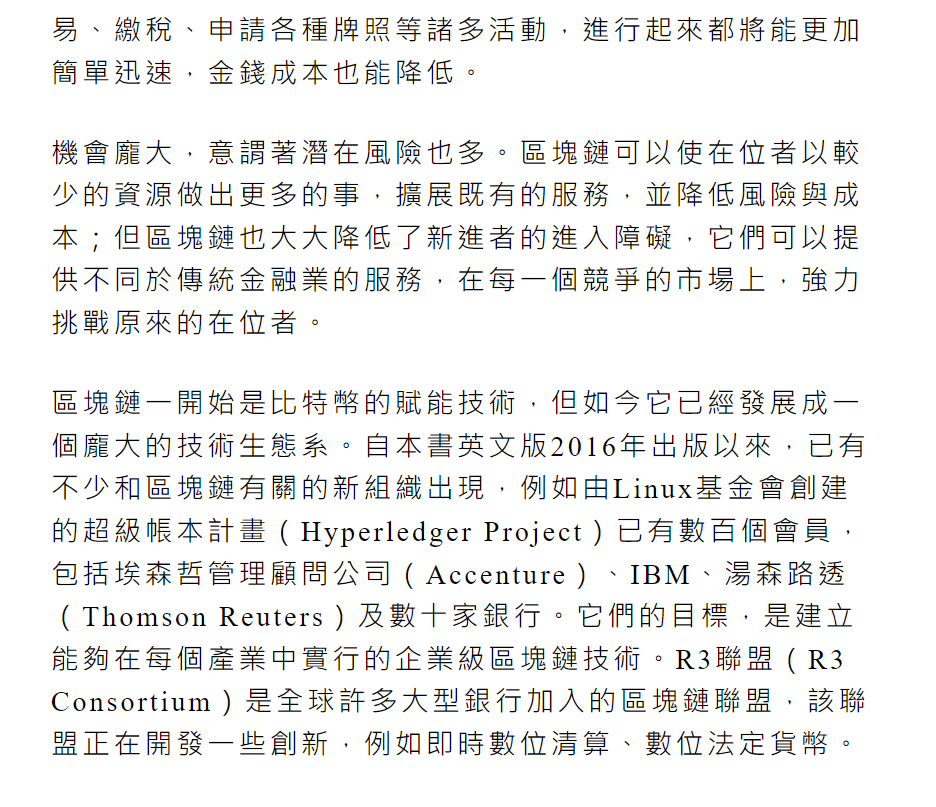 易、繳稅、申請各種牌照等諸多活動，進行起來都將能更加
簡單迅速，金錢成本也能降低。
機會龐大，意謂著潛在風險也多。區塊鏈可以使在位者以較
少的資源做出更多的事，擴展既有的服務，並降低風險與成
本；但區塊鏈也大大降低了新進者的進入障礙，它們可以提
供不同於傳統金融業的服務，在每一個競爭的市場上，強力
挑戰原來的在位者。
區塊鏈一開始是比特幣的賦能技術，但如今它已經發展成一
個龐大的技術生態系。自本書英文版2016年出版以來，已有
不少和區塊鏈有關的新組織出現，例如由Linux基金會創建
的超級帳本計畫（Hyperledger Project）已有數百個會員，
包括埃森哲管理顧問公司（Accenture）、IBM、湯森路透
（Thomson Reuters）及數十家銀行。它們的目標，是建立
能夠在每個產業中實行的企業級區塊鏈技術。R3聯盟（R3
Consortium）是全球許多大型銀行加入的區塊鏈聯盟，該聯
盟正在開發一些創新，例如即時數位清算、數位法定貨幣。